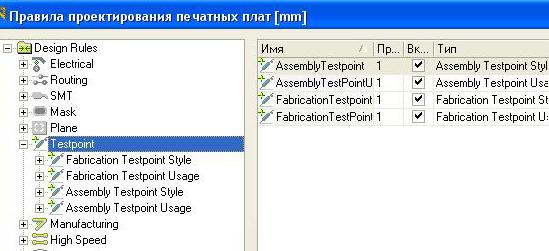 Правила проектирования печатных плат [mm]
Design Rules
Electrical
Routing
SMT
Mask
Plane
Testpoint
Fabrication Testpoint Style
Fabrication Testpoint Usage
Assembly Testpoint Style
Assembly Testpoint Usage
Manufacturing
High Speed
Имя Пр... Вк... Тип
AssemblyTestpoint 1 Assembly Testpoint Styl
AssemblyTestPointU 1 Assembly Testpoint Usa
FabricationTestpoint 1 Fabrication Testpoint St
FabricationTestPoint 1 Fabrication Testpoint U